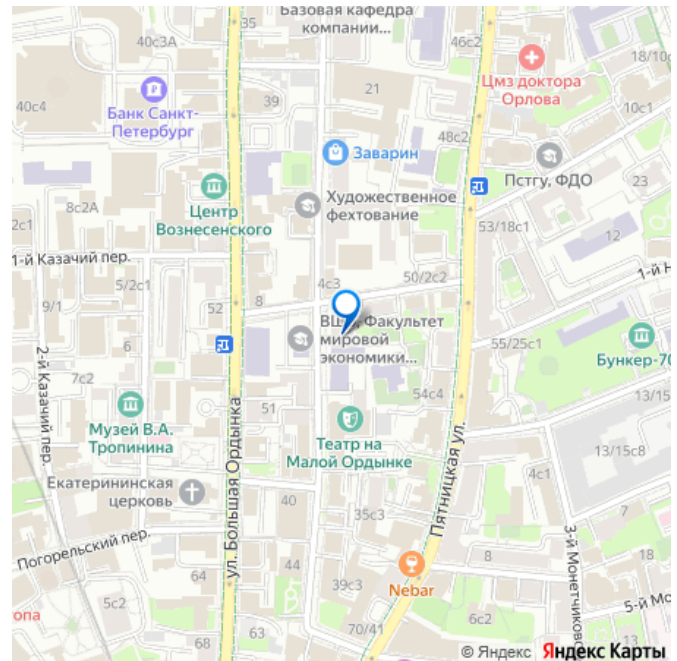 Базовая кафедра
компании...
40с3А
46с2
18/10с
Цмз доктора
Орлова
21
39
40с4
Банк Санкт-
Петербург
10с1
48с2
Заварин
Пстгу, ФДО
23
Художественное
фехтование
8с2А
Центр
Вознесенского
2с1
53/18с1
12
1-й Казачий пер.
50/2с2
1-й Н
5/2с1
4с3
9/1
52
8
ВШЭ, Факультет
мировой
экономики...
6
55/25с1
Бункер-70
2-й Казачий пер.
7с2
54с4
13/15
51
Музей В.А.
Тропинина
Театр на
Малой Ордынке
13/15с8
Екатерининская
церковь
40
4с1
ул. Большая Ордынка
Пятницкая ул.
35с3
Погорельский пер.
44
8
18
3-й Монетчиковс
64
39с3
Nebar
5с2
6с2
5-й Мо
опа
63
68
70/41
© Яндекс Яндекс Карты